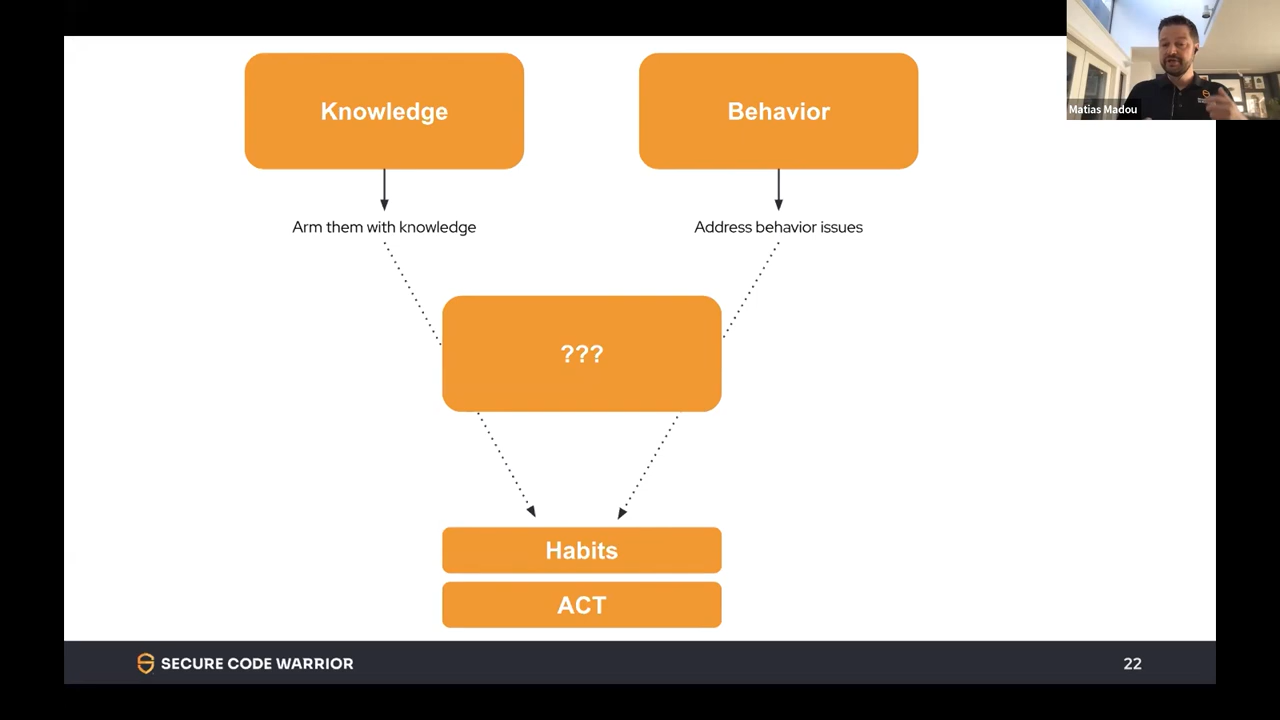 Knowledge
Behavior
Matias Madou
Arm them with knowledge
Address behavior issues
???
Habits
ACT
SECURE CODE WARRIOR
22